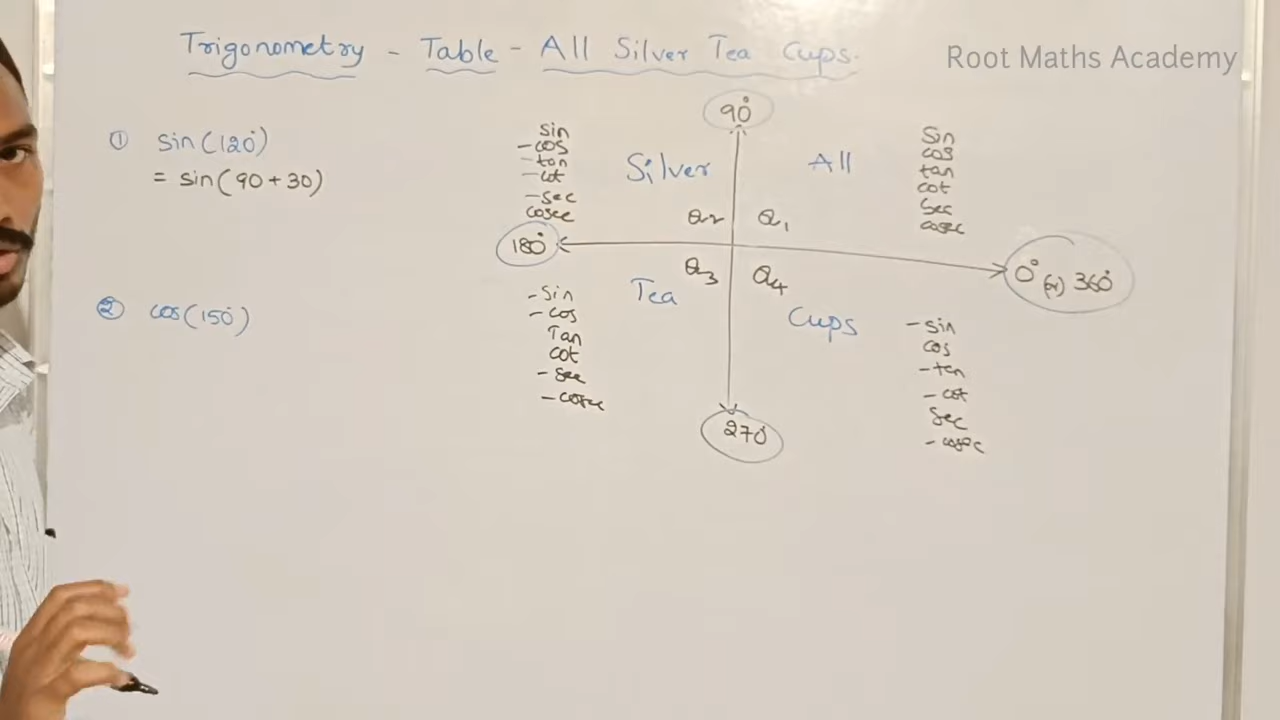 Trigonometry - Table - All Silver Tea Cups.
Root Maths Academy
① sin(120°)
= sin(90+30)
② cos(150°)
90°
Silver
All
Q2
Q1
180°
0° (or) 360°
Q3
Q4
Tea
Cups
270°
sin
-cos
-tan
-cot
-sec
cosec
Sin
cos
tan
cot
Sec
cosec
-Sin
-cos
Tan
cot
-sec
-cosec
-sin
cos
-tan
-cot
Sec
-cosec